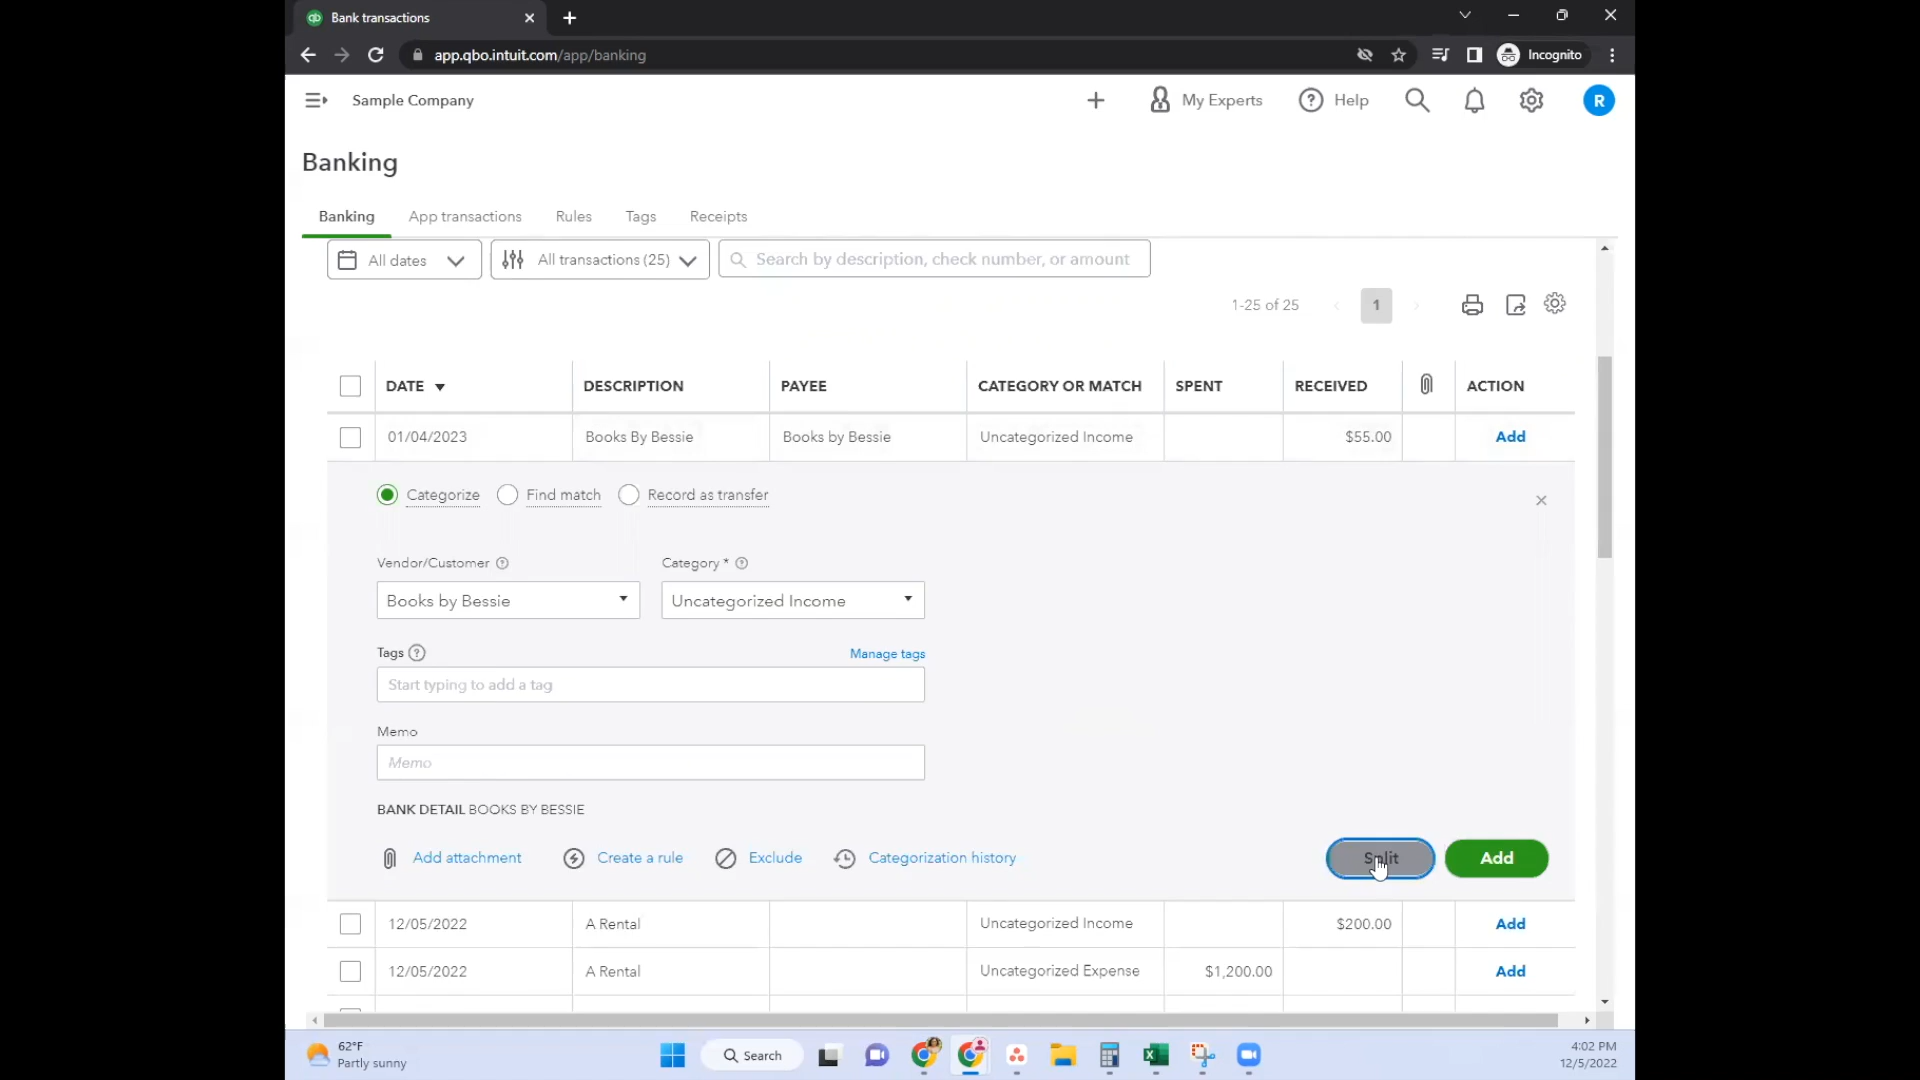 Bank transactions
app.qbo.intuit.com/app/banking
Incognito
Sample Company
My Experts
Help
R
Banking
Banking App transactions Rules Tags Receipts
All dates
All transactions (25)
Search by description, check number, or amount
1-25 of 25
1
DATE DESCRIPTION PAYEE CATEGORY OR MATCH SPENT RECEIVED ACTION
01/04/2023 Books By Bessie Books by Bessie Uncategorized Income $55.00 Add
Categorize Find match Record as transfer
Vendor/Customer Category *
Books by Bessie Uncategorized Income
Tags Manage tags
Start typing to add a tag
Memo
Memo
BANK DETAIL BOOKS BY BESSIE
Add attachment Create a rule Exclude Categorization history Split Add
12/05/2022 A Rental Uncategorized Income $200.00 Add
12/05/2022 A Rental Uncategorized Expense $1,200.00 Add
62°F
Partly sunny
Search
4:02 PM
12/5/2022